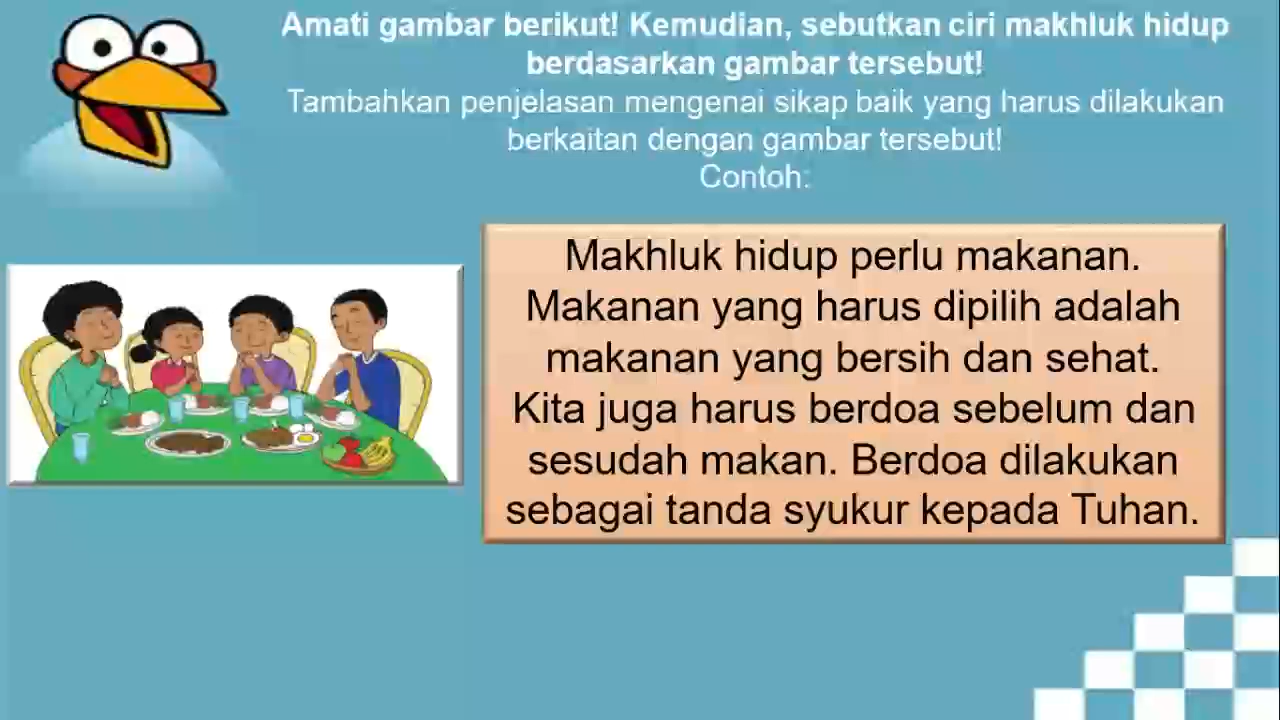 Amati gambar berikut! Kemudian, sebutkan ciri makhluk hidup
berdasarkan gambar tersebut!
Tambahkan penjelasan mengenai sikap baik yang harus dilakukan
berkaitan dengan gambar tersebut!
Contoh:
Makhluk hidup perlu makanan.
Makanan yang harus dipilih adalah
makanan yang bersih dan sehat.
Kita juga harus berdoa sebelum dan
sesudah makan. Berdoa dilakukan
sebagai tanda syukur kepada Tuhan.